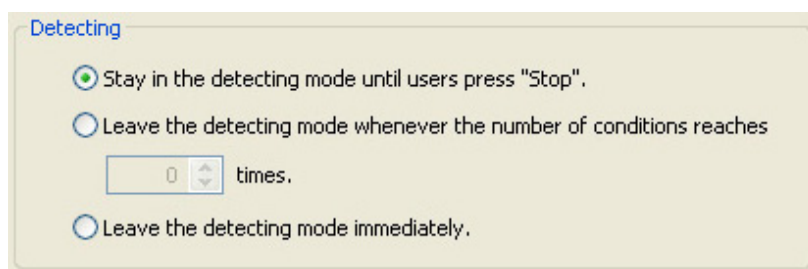 Detecting
Stay in the detecting mode until users press "Stop".
Leave the detecting mode whenever the number of conditions reaches
0 times.
Leave the detecting mode immediately.